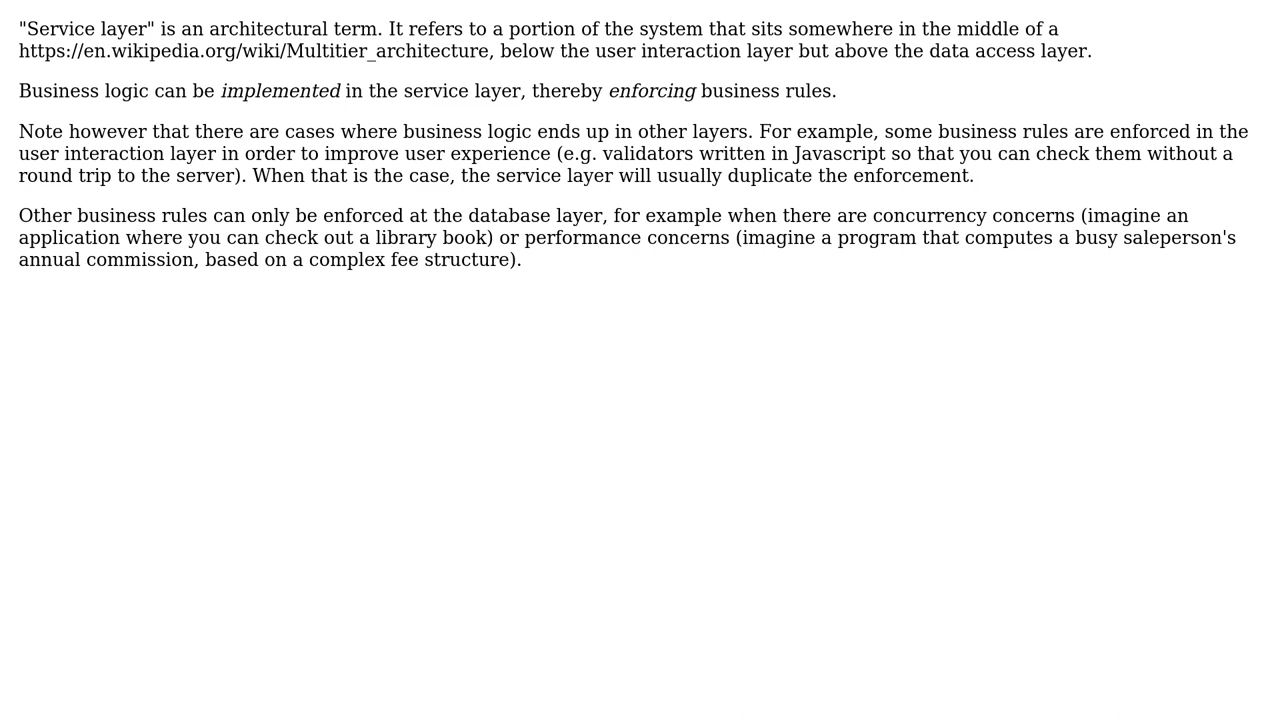 "Service layer" is an architectural term. It refers to a portion of the system that sits somewhere in the middle of a
https://en.wikipedia.org/wiki/Multitier_architecture, below the user interaction layer but above the data access layer.
Business logic can be implemented in the service layer, thereby enforcing business rules.
Note however that there are cases where business logic ends up in other layers. For example, some business rules are enforced in the
user interaction layer in order to improve user experience (e.g. validators written in Javascript so that you can check them without a
round trip to the server). When that is the case, the service layer will usually duplicate the enforcement.
Other business rules can only be enforced at the database layer, for example when there are concurrency concerns (imagine an
application where you can check out a library book) or performance concerns (imagine a program that computes a busy saleperson's
annual commission, based on a complex fee structure).